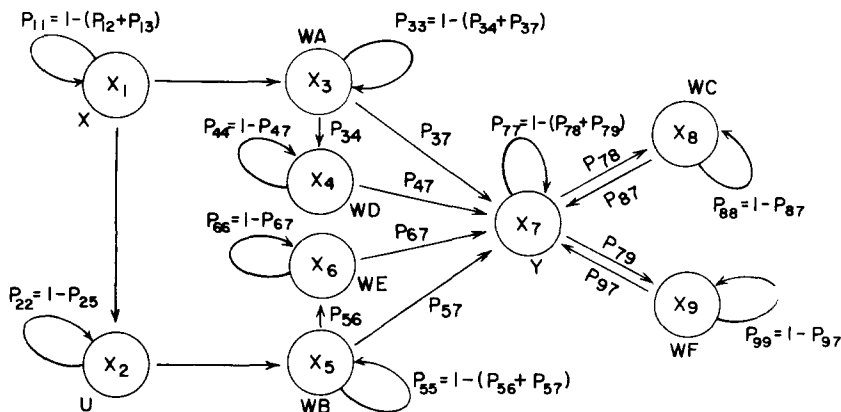 P11=1-(P12+P13)
WA
P33=1-(P34+P37)
X1
X
X3
WC
P44=1-P47
P34
P37
P77=1-(P78+P79)
P78
X8
X4
P47
P87
P88=1-P87
WD
P66=1-P67
P67
X7
P79
X6
Y
P97
WE
P22=1-P25
P56
P57
X9
X2
X5
P99=1-P97
WF
U
WB
P55=1-(P56+P57)